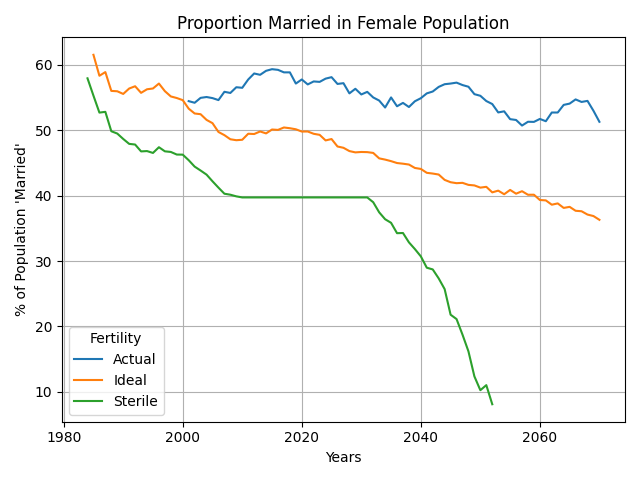 Proportion Married in Female Population
% of Population 'Married'
60
50
40
30
20
10
Fertility
Actual
Ideal
Sterile
1980
2000
2020
2040
2060
Years